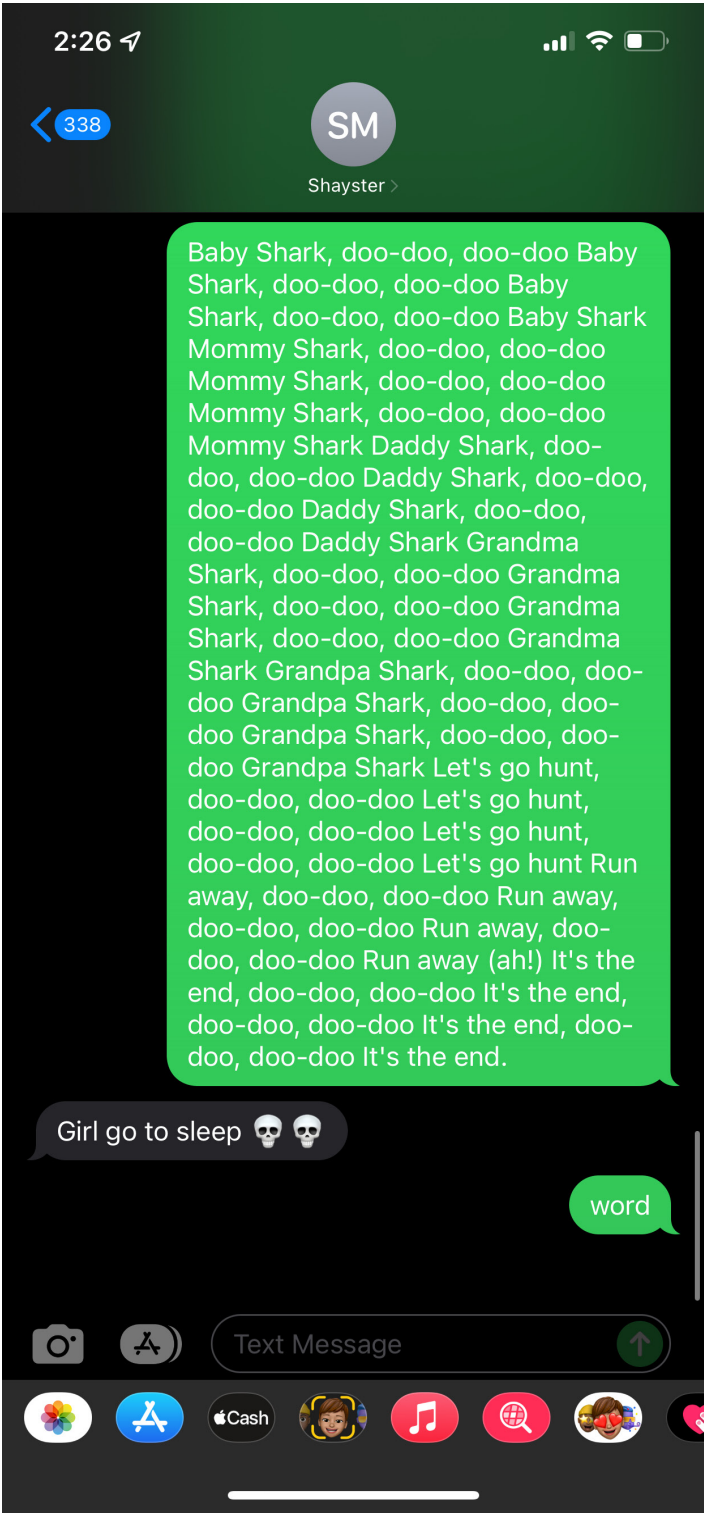 2:26
338
SM
Shayster
Baby Shark, doo-doo, doo-doo Baby
Shark, doo-doo, doo-doo Baby
Shark, doo-doo, doo-doo Baby Shark
Mommy Shark, doo-doo, doo-doo
Mommy Shark, doo-doo, doo-doo
Mommy Shark, doo-doo, doo-doo
Mommy Shark Daddy Shark, doo-
doo, doo-doo Daddy Shark, doo-doo,
doo-doo Daddy Shark, doo-doo,
doo-doo Daddy Shark Grandma
Shark, doo-doo, doo-doo Grandma
Shark, doo-doo, doo-doo Grandma
Shark, doo-doo, doo-doo Grandma
Shark Grandpa Shark, doo-doo, doo-
doo Grandpa Shark, doo-doo, doo-
doo Grandpa Shark, doo-doo, doo-
doo Grandpa Shark Let's go hunt,
doo-doo, doo-doo Let's go hunt,
doo-doo, doo-doo Let's go hunt,
doo-doo, doo-doo Let's go hunt Run
away, doo-doo, doo-doo Run away,
doo-doo, doo-doo Run away, doo-
doo, doo-doo Run away (ah!) It's the
end, doo-doo, doo-doo It's the end,
doo-doo, doo-doo It's the end, doo-
doo, doo-doo It's the end.
Girl go to sleep 💀 💀
word
Text Message
Cash